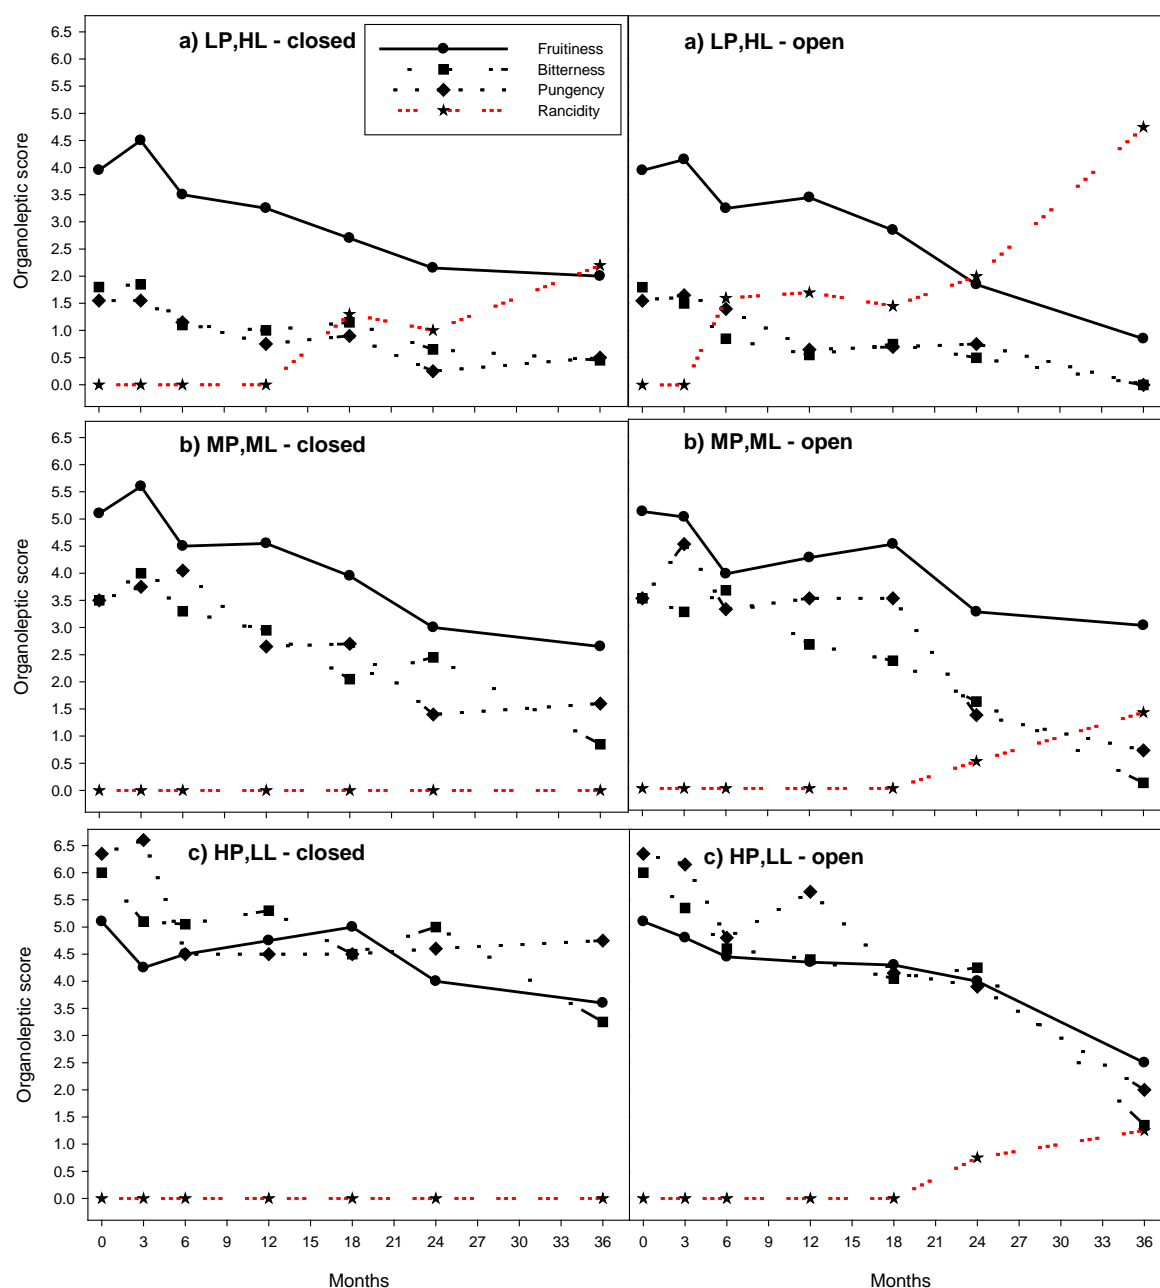 a) LP,HL - closed
Fruitiness
Bitterness
Pungency
Rancidity
Organoleptic score
6.5
6.0
5.5
5.0
4.5
4.0
3.5
3.0
2.5
2.0
1.5
1.0
0.5
0.0
a) LP,HL - open
b) MP,ML - closed
Organoleptic score
6.5
6.0
5.5
5.0
4.5
4.0
3.5
3.0
2.5
2.0
1.5
1.0
0.5
0.0
b) MP,ML - open
c) HP,LL - closed
Organoleptic score
6.5
6.0
5.5
5.0
4.5
4.0
3.5
3.0
2.5
2.0
1.5
1.0
0.5
0.0
c) HP,LL - open
0 3 6 9 12 15 18 21 24 27 30 33 36
0 3 6 9 12 15 18 21 24 27 30 33 36
Months
Months